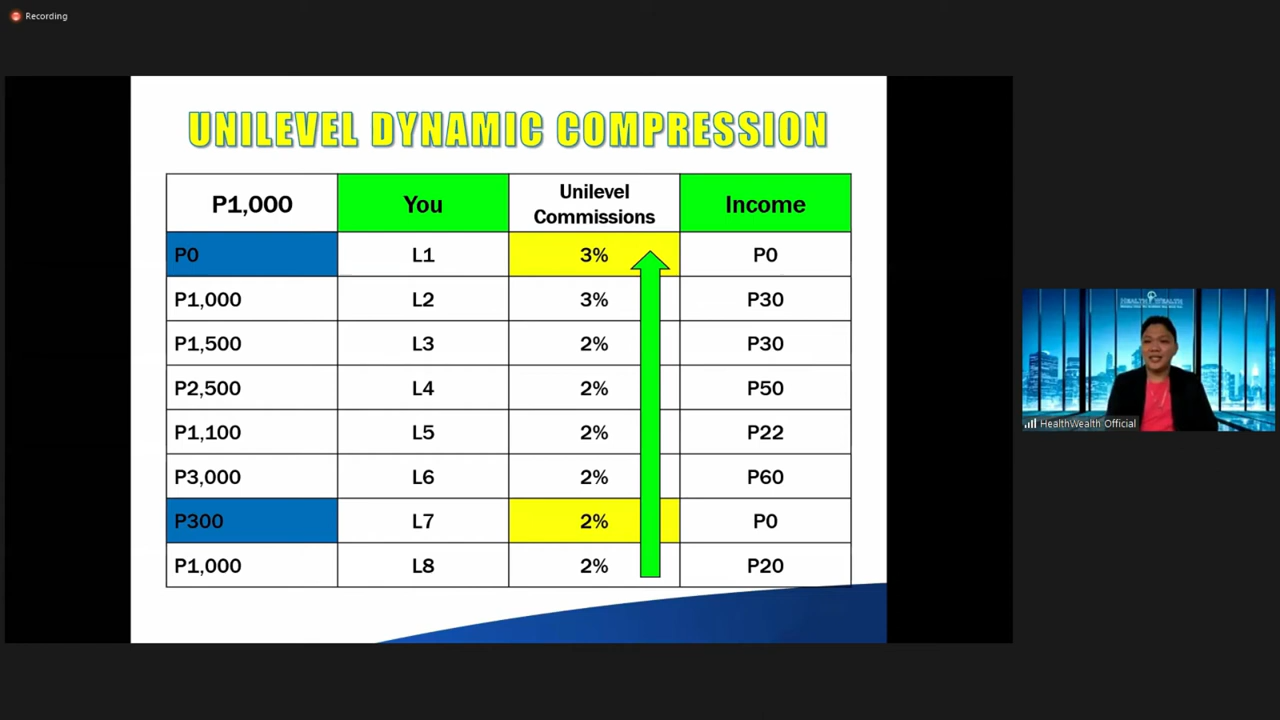 Recording
UNILEVEL DYNAMIC COMPRESSION
P1,000 You Unilevel Commissions Income
P0 L1 3% P0
P1,000 L2 3% P30
P1,500 L3 2% P30
P2,500 L4 2% P50
P1,100 L5 2% P22
P3,000 L6 2% P60
P300 L7 2% P0
P1,000 L8 2% P20
HEALTHWEALTH
HealthWealth Official